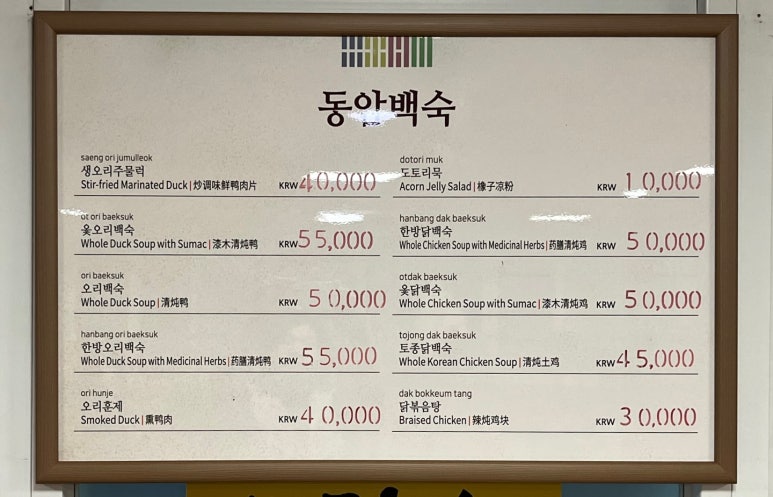 동암백숙
saeng ori jumulleok
생오리주물럭
Stir-fried Marinated Duck | 炒调味鲜鸭肉片 KRW 40,000
ot ori baeksuk
옻오리백숙
Whole Duck Soup with Sumac | 漆木清炖鸭 KRW 55,000
ori baeksuk
오리백숙
Whole Duck Soup | 清炖鸭 KRW 50,000
hanbang ori baeksuk
한방오리백숙
Whole Duck Soup with Medicinal Herbs | 药膳清炖鸭 KRW 55,000
ori hunje
오리훈제
Smoked Duck | 熏鸭肉 KRW 40,000
dotori muk
도토리묵
Acorn Jelly Salad | 橡子凉粉 KRW 10,000
hanbang dak baeksuk
한방닭백숙
Whole Chicken Soup with Medicinal Herbs | 药膳清炖鸡 KRW 50,000
otdak baeksuk
옻닭백숙
Whole Chicken Soup with Sumac | 漆木清炖鸡 KRW 50,000
tojong dak baeksuk
토종닭백숙
Whole Korean Chicken Soup | 清炖土鸡 KRW 45,000
dak bokkeum tang
닭볶음탕
Braised Chicken | 辣炖鸡块 KRW 30,000